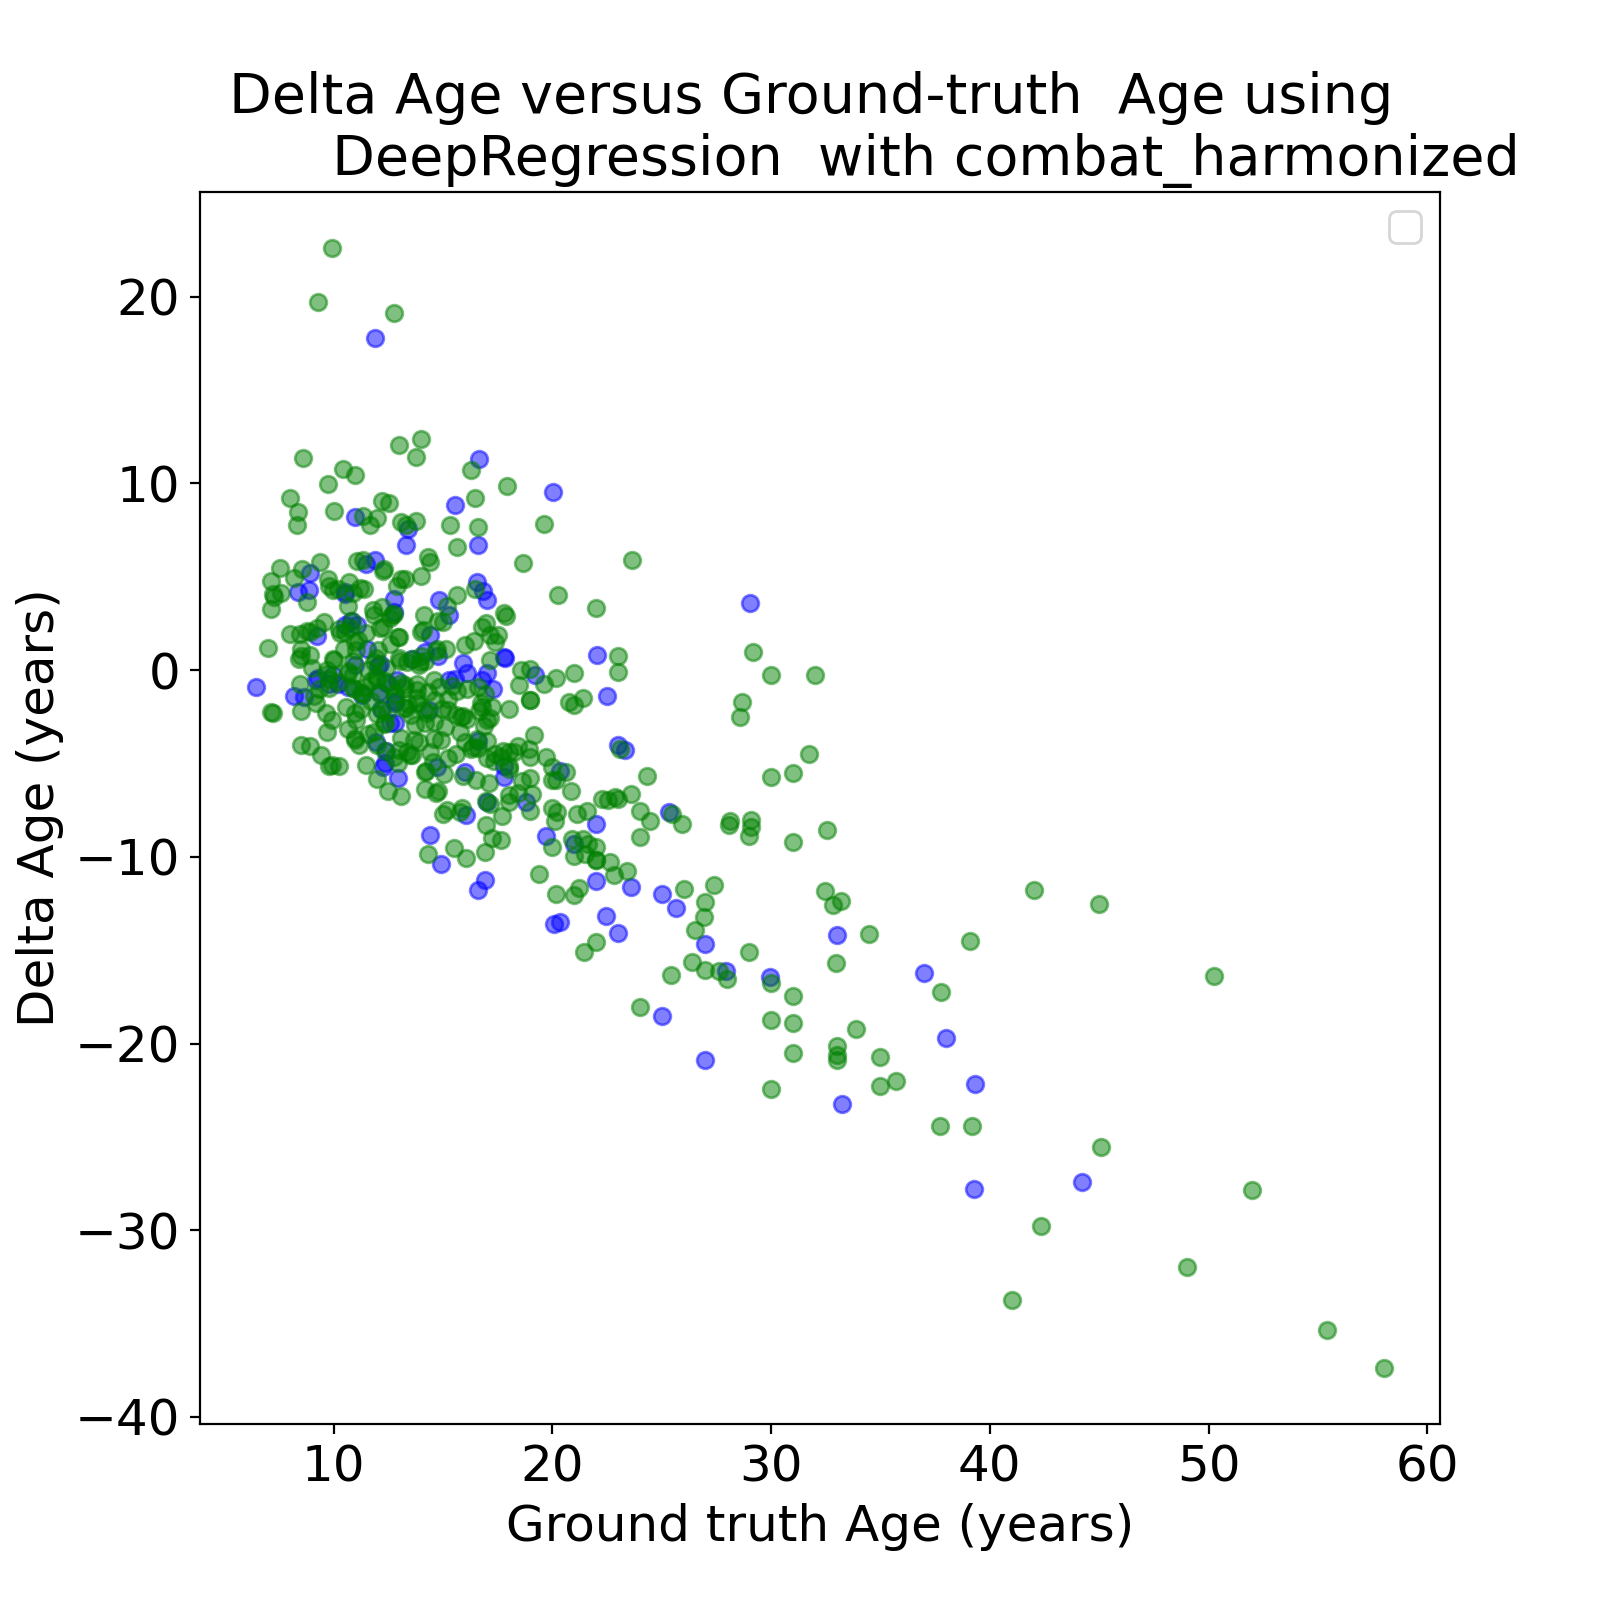 Delta Age versus Ground-truth  Age using
DeepRegression  with combat_harmonized
20
10
0
−10
−20
−30
−40
Delta Age (years)
10 20 30 40 50 60
Ground truth Age (years)